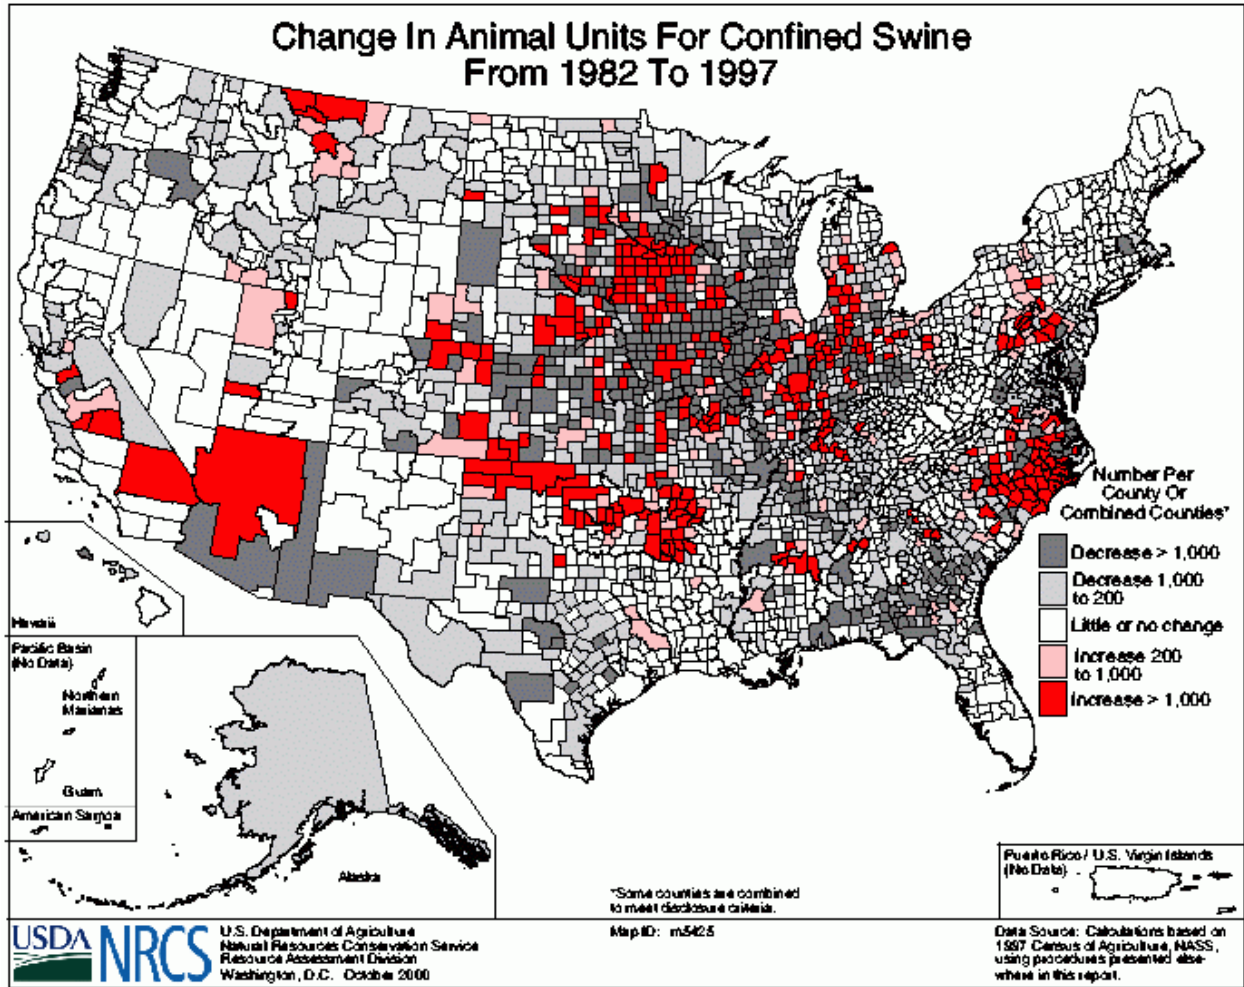 Change In Animal Units For Confined Swine
From 1982 To 1997
Number Per
County Or
Combined Counties*
Decrease > 1,000
Decrease 1,000
to 200
Little or no change
Increase 200
to 1,000
Increase > 1,000
Hawaii
Pacific Basin
(No Data)
Northern
Marianas
Guam
American Samoa
Alaska
Puerto Rico / U.S. Virgin Islands
(No Data)
*Some counties are combined
to meet disclosure criteria.
USDA
NRCS
U.S. Department of Agriculture
Natural Resources Conservation Service
Resource Assessment Division
Washington, D.C. October 2000
Map ID: m5425
Data Source: Calculations based on
1997 Census of Agriculture, NASS,
using procedures presented else-
where in this report.